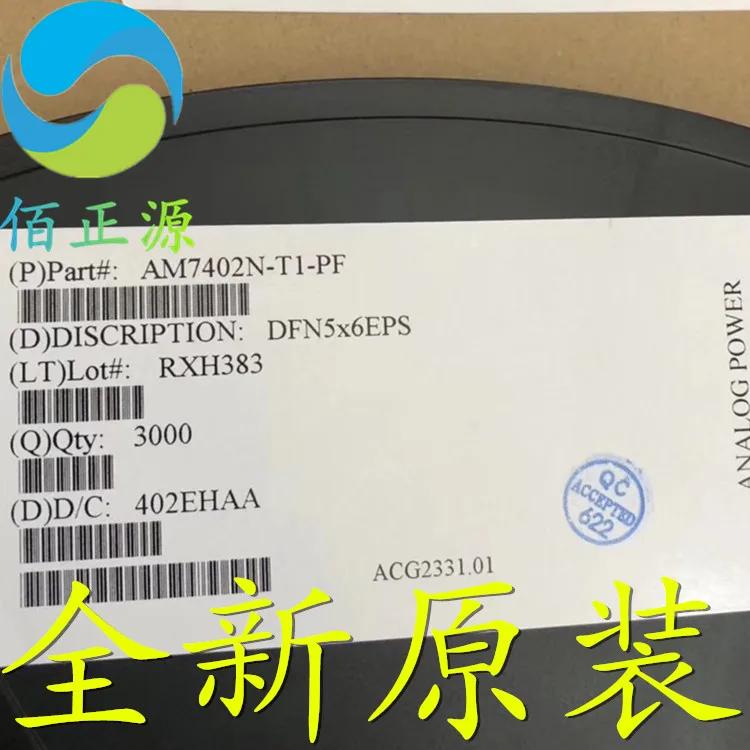 佰正源
(P)Part#: AM7402N-T1-PF
(D)DISCRIPTION: DFN5x6EPS
(LT)Lot#: RXH383
(Q)Qty: 3000
(D)D/C: 402EHAA
ACG2331.01
QC
ACCEPTED
622
ANALOG POWER
全新原装